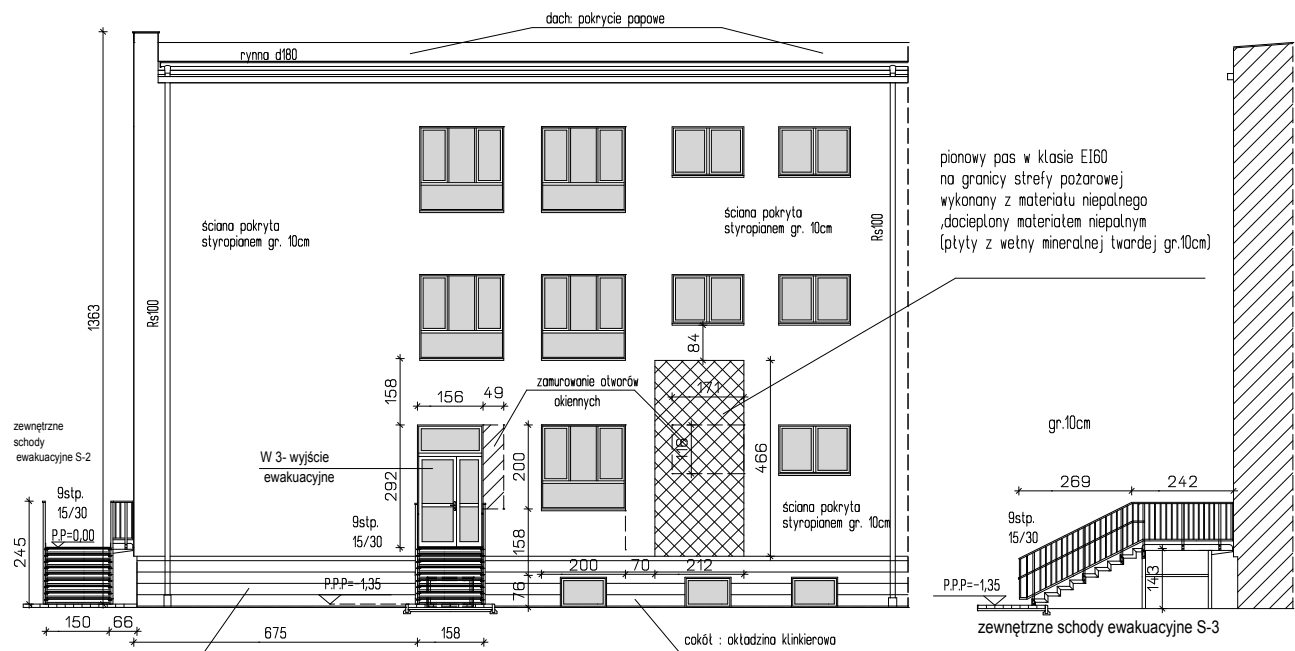 dach: pokrycie papowe
rynna d180
1363
Rs100
ściana pokryta
styropianem gr. 10cm
ściana pokryta
styropianem gr. 10cm
Rs100
pionowy pas w klasie EI60
na granicy strefy pożarowej
wykonany z materiału niepalnego
,docieplony materiałem niepalnym
(płyty z wełny mineralnej twardej gr.10cm)
84
158
156
49
zamurowanie otworów
okiennych
171
118
466
zewnętrzne
schody
ewakuacyjne S-2
W 3- wyjście
ewakuacyjne
292
200
gr.10cm
269
242
9stp.
15/30
P.P=0,00
245
9stp.
15/30
158
ściana pokryta
styropianem gr. 10cm
9stp.
15/30
P.P.P=-1,35
76
200
70
212
P.P.P=-1,35
143
150
66
675
158
cokół : okładzina klinkierowa
zewnętrzne schody ewakuacyjne S-3